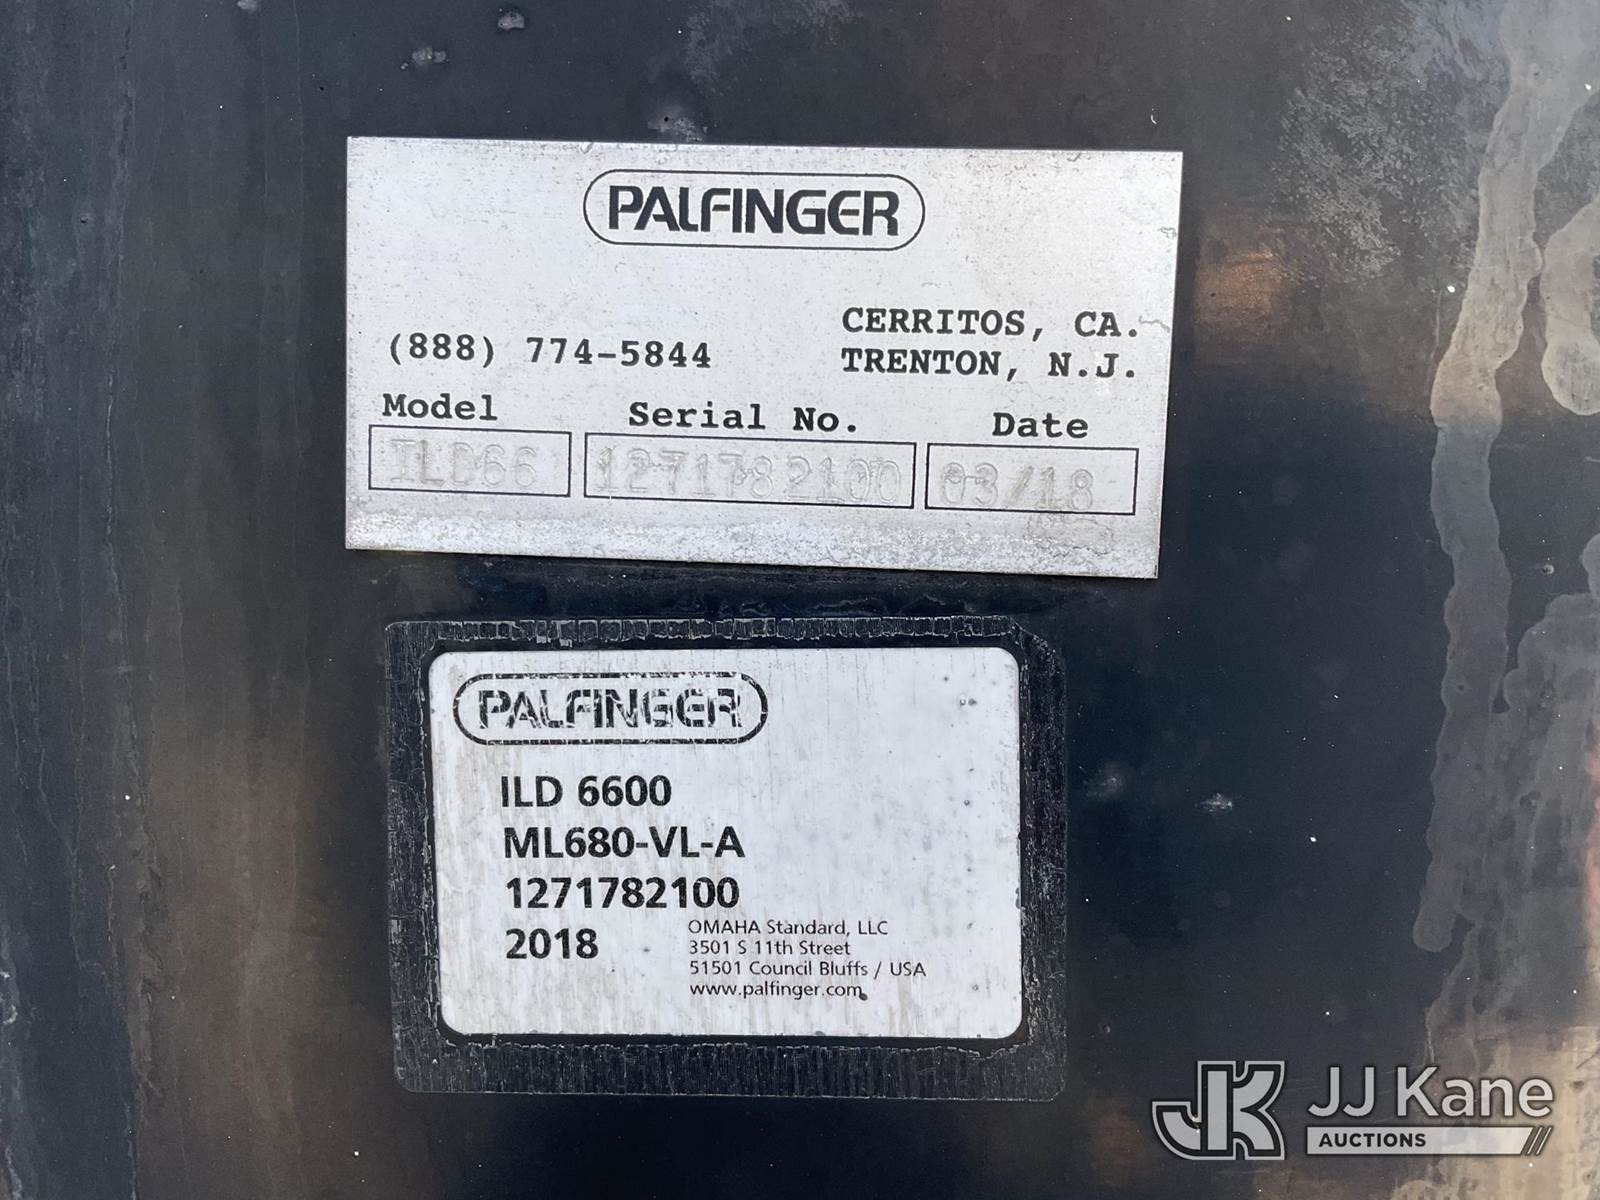 PALFINGER
(888) 774-5844
CERRITOS, CA.
TRENTON, N.J.
Model Serial No. Date
ILD66 1271782100 03/18
PALFINGER
ILD 6600
ML680-VL-A
1271782100
2018
OMAHA Standard, LLC
3501 S 11th Street
51501 Council Bluffs / USA
www.palfinger.com
JK JJ Kane
AUCTIONS